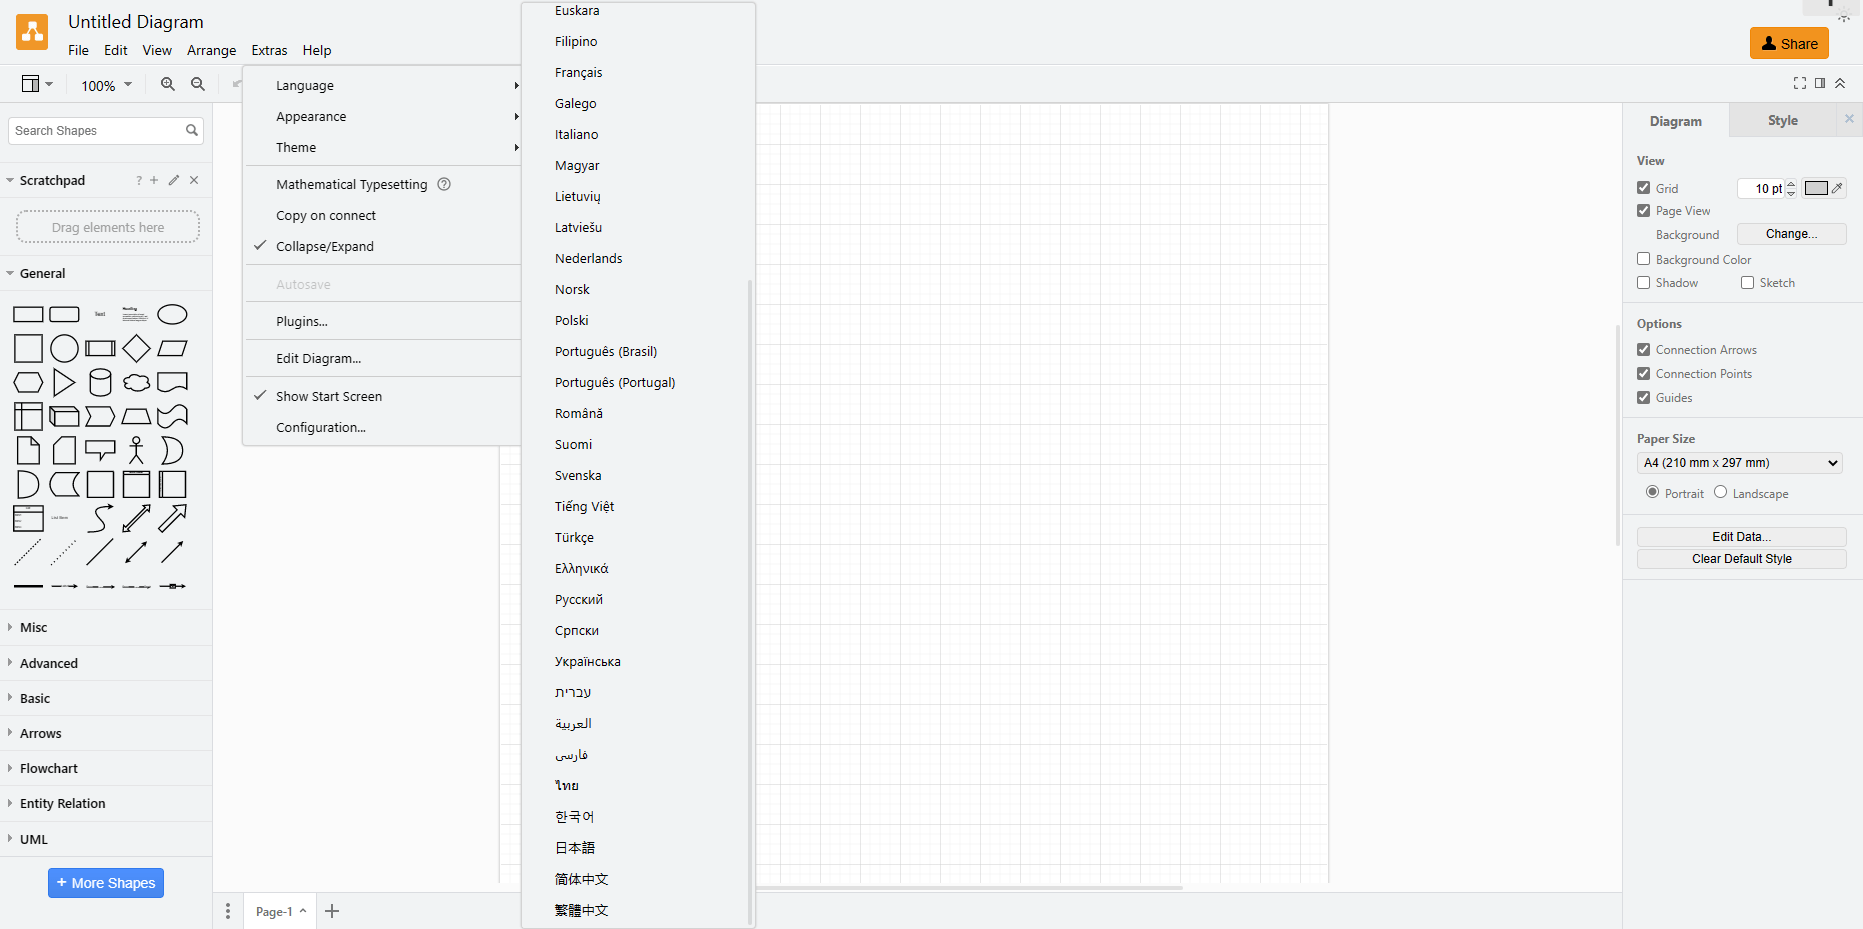 Untitled Diagram
File Edit View Arrange Extras Help
Share
100%
Search Shapes
Scratchpad
?
Drag elements here
General
Text
Heading
Misc
Advanced
Basic
Arrows
Flowchart
Entity Relation
UML
+ More Shapes
Language
Appearance
Theme
Mathematical Typesetting ?
Copy on connect
Collapse/Expand
Autosave
Plugins...
Edit Diagram...
Show Start Screen
Configuration...
Euskara
Filipino
Français
Galego
Italiano
Magyar
Lietuvių
Latviešu
Nederlands
Norsk
Polski
Português (Brasil)
Português (Portugal)
Română
Suomi
Svenska
Tiếng Việt
Türkçe
Ελληνικά
Русский
Српски
Українська
עברית
العربية
فارسی
ไทย
한국어
日本語
简体中文
繁體中文
Page-1
Diagram Style
View
Grid 10 pt
Page View
Background Change...
Background Color
Shadow Sketch
Options
Connection Arrows
Connection Points
Guides
Paper Size
A4 (210 mm x 297 mm)
Portrait Landscape
Edit Data...
Clear Default Style